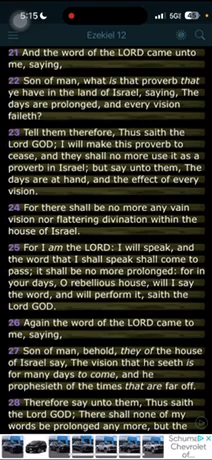 5:15
5G
Ezekiel 12
21 And the word of the LORD came unto
me, saying,
22 Son of man, what is that proverb that
ye have in the land of Israel, saying, The
days are prolonged, and every vision
faileth?
23 Tell them therefore, Thus saith the
Lord GOD; I will make this proverb to
cease, and they shall no more use it as a
proverb in Israel; but say unto them, The
days are at hand, and the effect of every
vision.
24 For there shall be no more any vain
vision nor flattering divination within the
house of Israel.
25 For I am the LORD: I will speak, and
the word that I shall speak shall come to
pass; it shall be no more prolonged: for in
your days, O rebellious house, will I say
the word, and will perform it, saith the
Lord GOD.
26 Again the word of the LORD came to
me, saying,
27 Son of man, behold, they of the house
of Israel say, The vision that he seeth is
for many days to come, and he
prophesieth of the times that are far off.
28 Therefore say unto them, Thus saith
the Lord GOD; There shall none of my
words be prolonged any more, but the
Chevrolet
of...